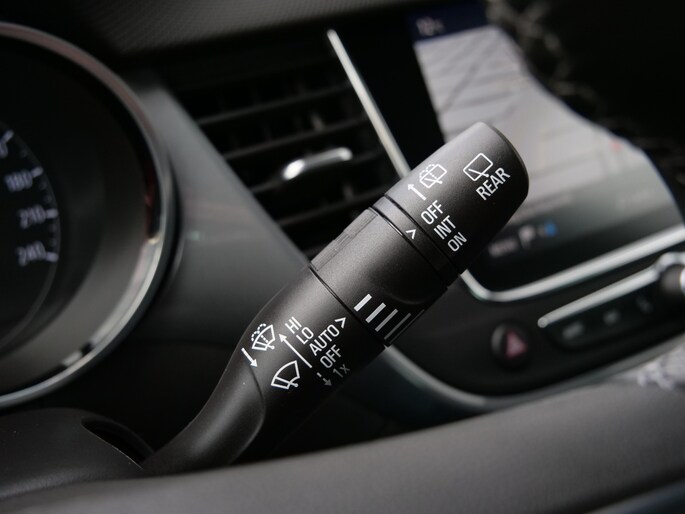 180
210
240
REAR
OFF
INT
ON
HI
LO
AUTO >
OFF
1x